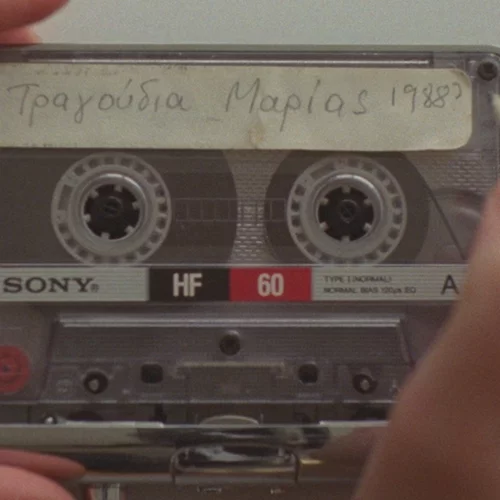 Τραγούδια Μαρίας 1988?
SONY® HF 60 TYPE I (NORMAL) A
NORMAL BIAS 120μs EQ